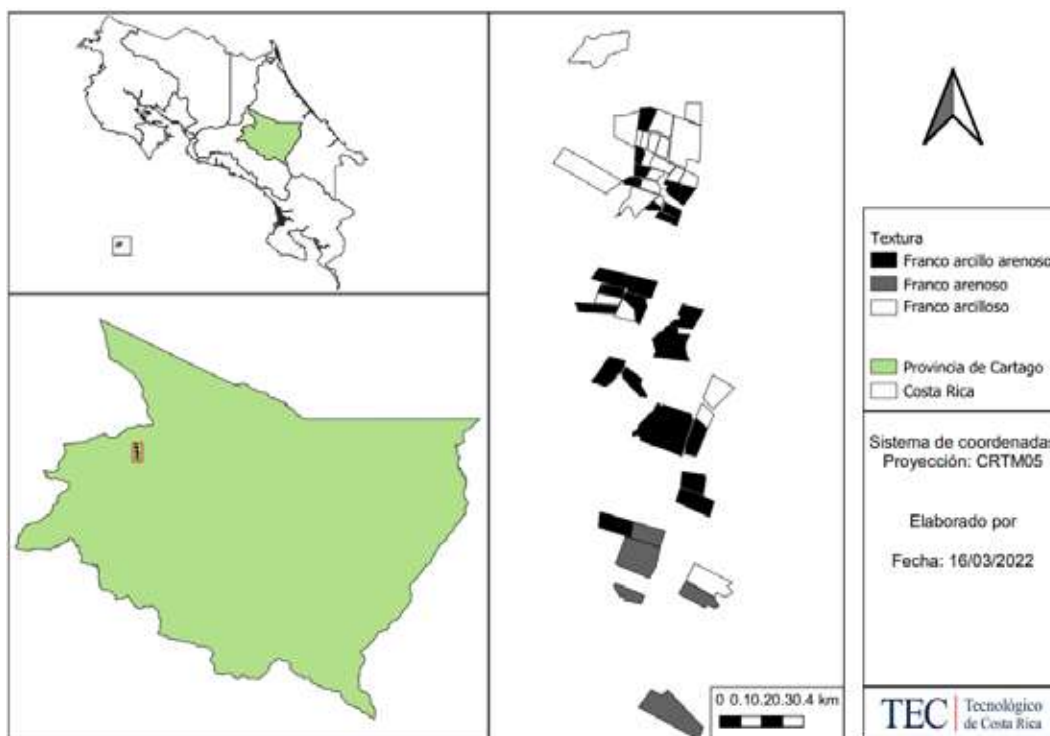 Textura
Franco arcillo arenoso
Franco arenoso
Franco arcilloso
Provincia de Cartago
Costa Rica
Sistema de coordenadas
Proyección: CRTM05
Elaborado por
Fecha: 16/03/2022
0 0.10.20.30.4 km
TEC Tecnológico
de Costa Rica